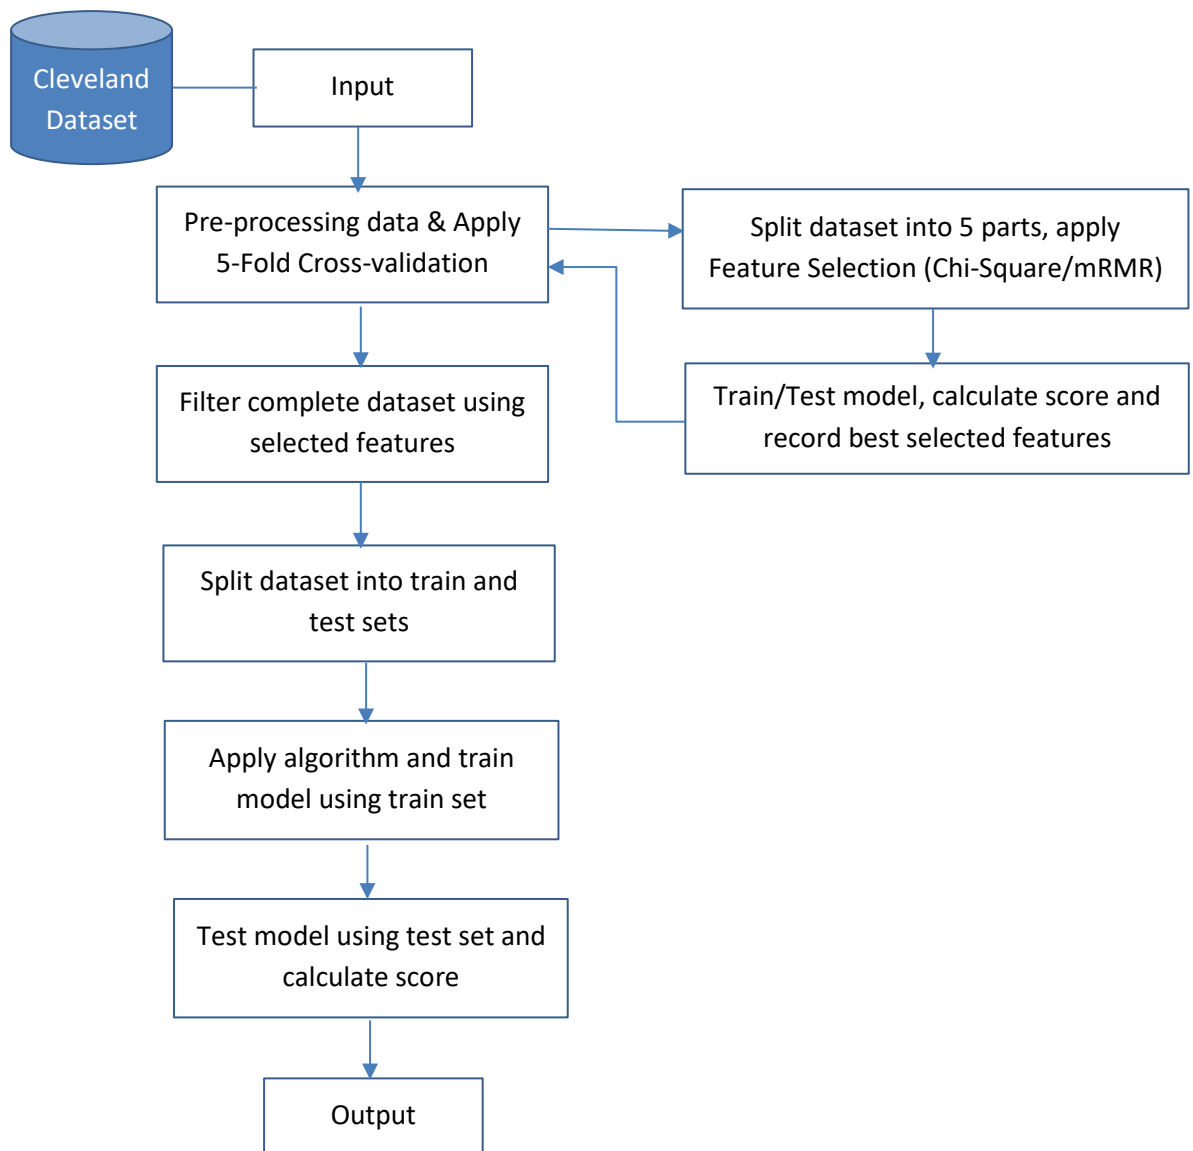 Cleveland
Dataset
Input
Pre-processing data & Apply
5-Fold Cross-validation
Split dataset into 5 parts, apply
Feature Selection (Chi-Square/mRMR)
Train/Test model, calculate score and
record best selected features
Filter complete dataset using
selected features
Split dataset into train and
test sets
Apply algorithm and train
model using train set
Test model using test set and
calculate score
Output